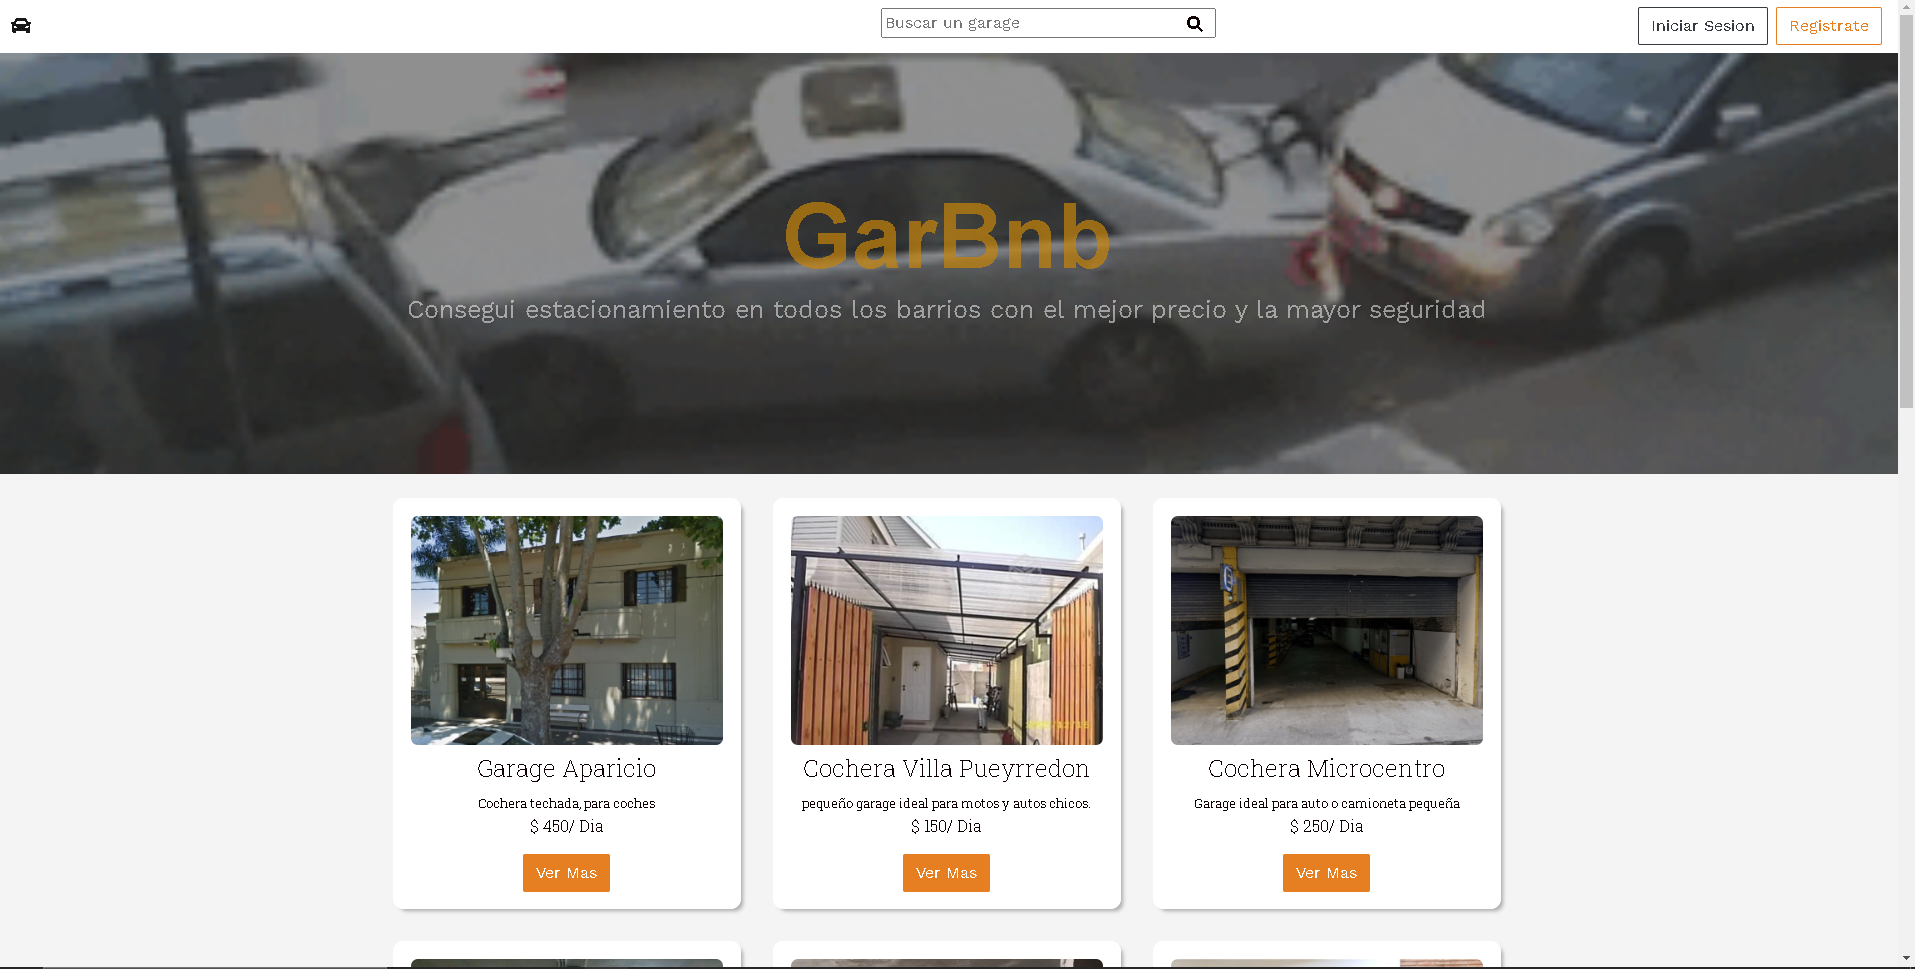 Buscar un garage
Iniciar Sesion
Registrate
GarBnb
Consegui estacionamiento en todos los barrios con el mejor precio y la mayor seguridad
Garage Aparicio
Cochera techada, para coches
$ 450/ Dia
Ver Mas
Cochera Villa Pueyrredon
pequeño garage ideal para motos y autos chicos.
$ 150/ Dia
Ver Mas
Cochera Microcentro
Garage ideal para auto o camioneta pequeña
$ 250/ Dia
Ver Mas